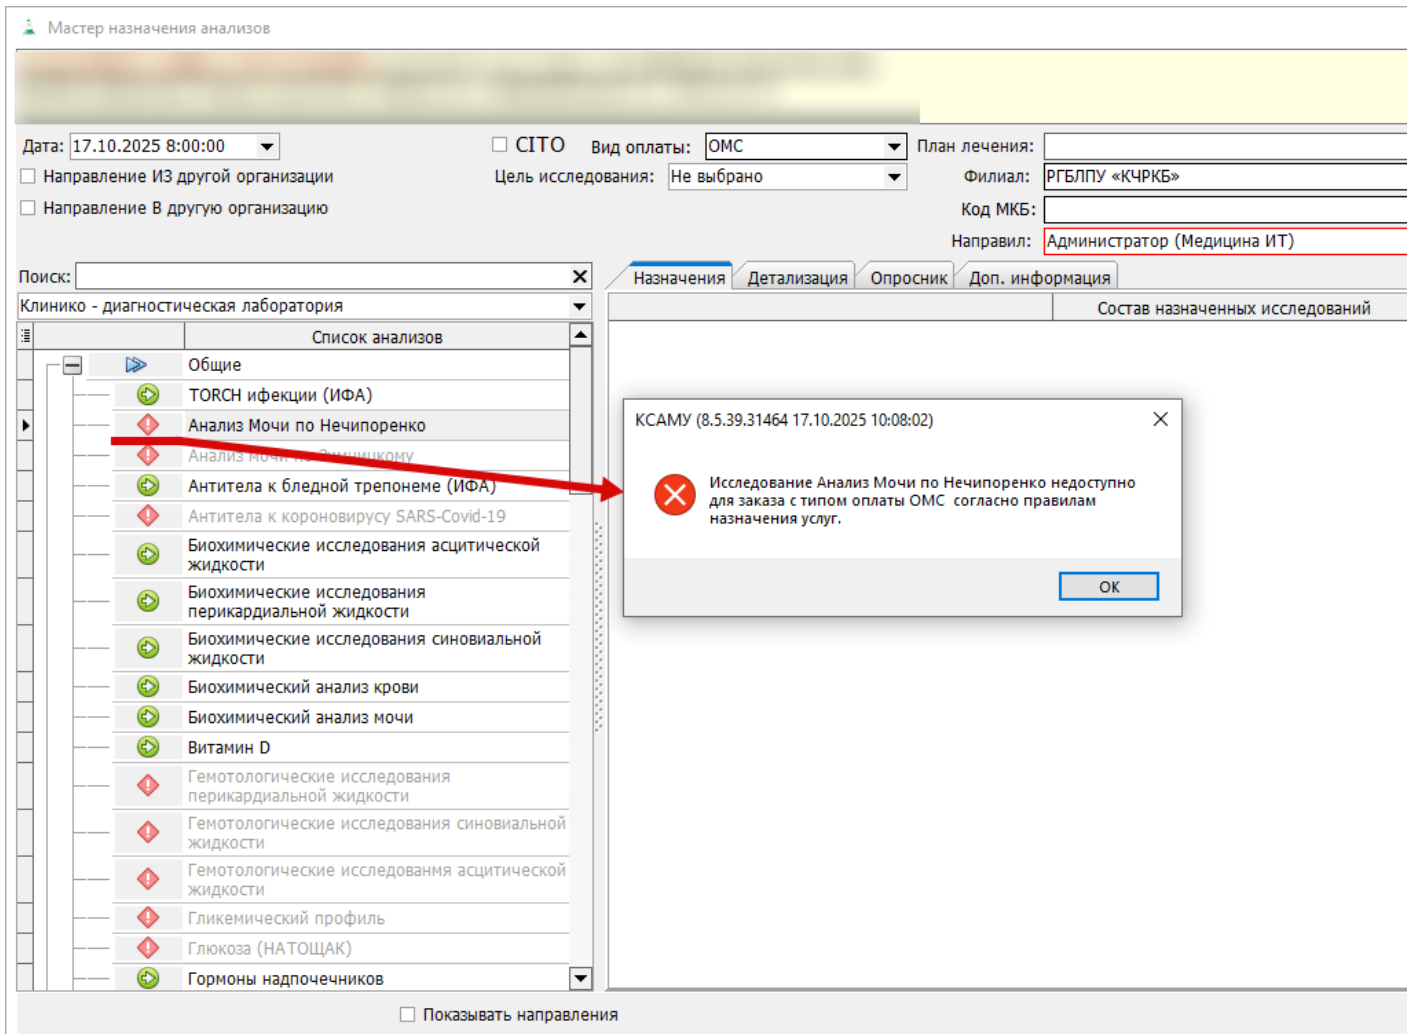 Мастер назначения анализов
Дата: 17.10.2025 8:00:00
CITO
Вид оплаты: ОМС
План лечения:
Направление ИЗ другой организации
Цель исследования: Не выбрано
Филиал: РГБЛПУ «КЧРКБ»
Направление В другую организацию
Код МКБ:
Направил: Администратор (Медицина ИТ)
Поиск:
Клинико - диагностическая лаборатория
Список анализов
Общие
TORCH ифекции (ИФА)
Анализ Мочи по Нечипоренко
Анализ мочи по Зимницкому
Антитела к бледной трепонеме (ИФА)
Антитела к короновирусу SARS-Covid-19
Биохимические исследования асцитической
жидкости
Биохимические исследования
перикардиальной жидкости
Биохимические исследования синовиальной
жидкости
Биохимический анализ крови
Биохимический анализ мочи
Витамин D
Гемотологические исследования
перикардиальной жидкости
Гемотологические исследования синовиальной
жидкости
Гемотологические исследованмя асцитической
жидкости
Гликемический профиль
Глюкоза (НАТОЩАК)
Гормоны надпочечников
Назначения
Детализация
Опросник
Доп. информация
Состав назначенных исследований
КСАМУ (8.5.39.31464 17.10.2025 10:08:02)
Исследование Анализ Мочи по Нечипоренко недоступно
для заказа с типом оплаты ОМС согласно правилам
назначения услуг.
ОК
Показывать направления